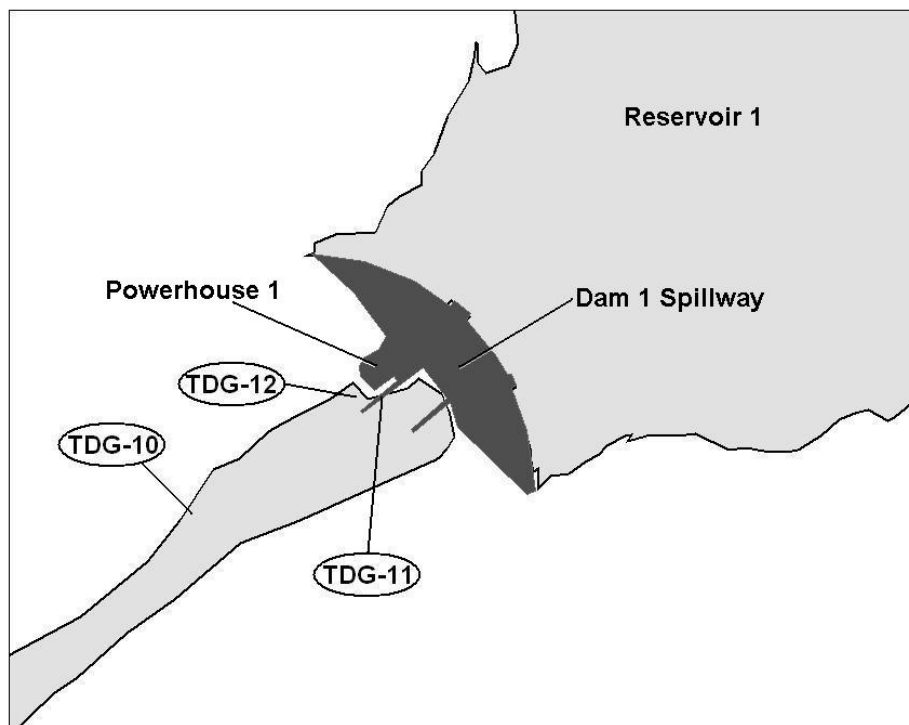 Reservoir 1
Powerhouse 1
Dam 1 Spillway
TDG-12
TDG-10
TDG-11